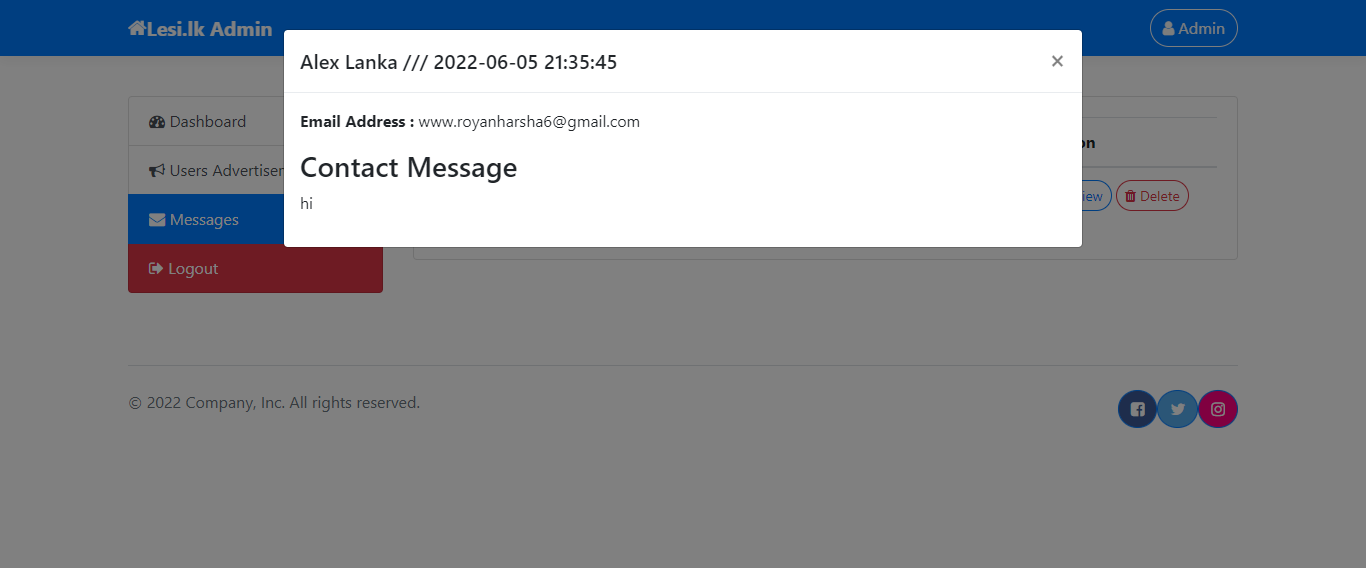 Lesi.lk Admin
Admin
Alex Lanka /// 2022-06-05 21:35:45
×
Email Address : www.royanharsha6@gmail.com
Contact Message
hi
Dashboard
Users Advertisem
Messages
Logout
on
iew
Delete
© 2022 Company, Inc. All rights reserved.